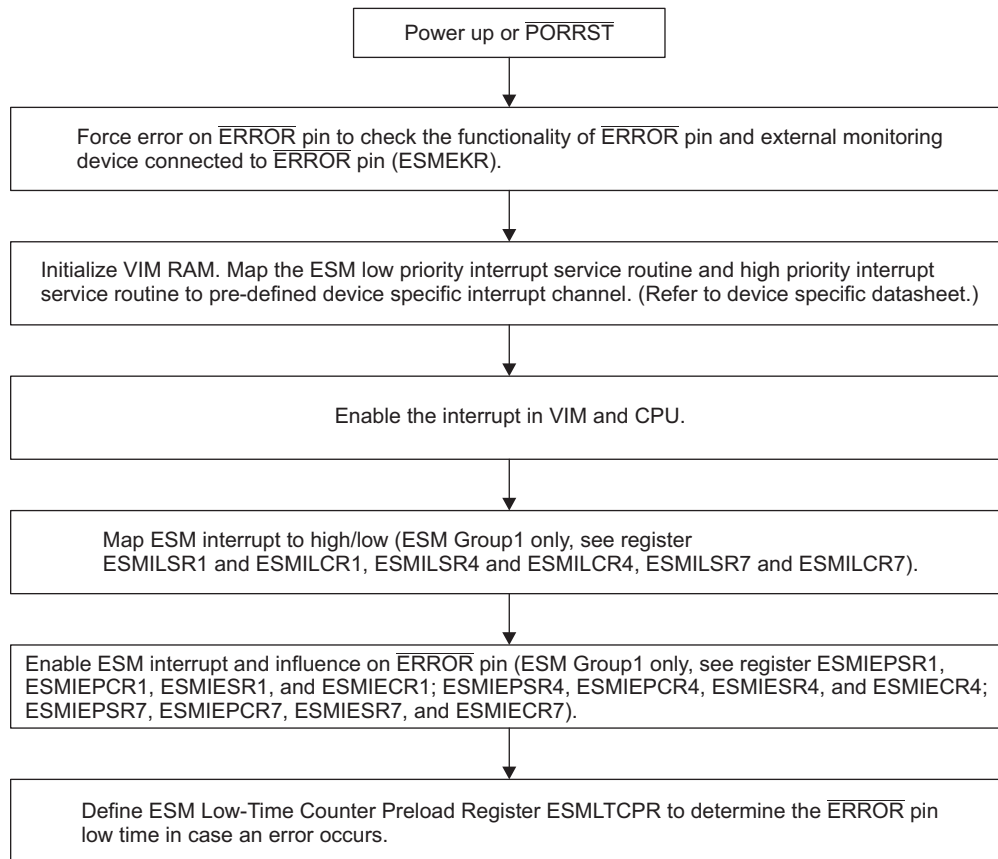 Power up or PORRST
Force error on ERROR pin to check the functionality of ERROR pin and external monitoring
device connected to ERROR pin (ESMEKR).
Initialize VIM RAM. Map the ESM low priority interrupt service routine and high priority interrupt
service routine to pre-defined device specific interrupt channel. (Refer to device specific datasheet.)
Enable the interrupt in VIM and CPU.
Map ESM interrupt to high/low (ESM Group1 only, see register
ESMILSR1 and ESMILCR1, ESMILSR4 and ESMILCR4, ESMILSR7 and ESMILCR7).
Enable ESM interrupt and influence on ERROR pin (ESM Group1 only, see register ESMIEPSR1,
ESMIEPCR1, ESMIESR1, and ESMIECR1; ESMIEPSR4, ESMIEPCR4, ESMIESR4, and ESMIECR4;
ESMIEPSR7, ESMIEPCR7, ESMIESR7, and ESMIECR7).
Define ESM Low-Time Counter Preload Register ESMLTCPR to determine the ERROR pin
low time in case an error occurs.